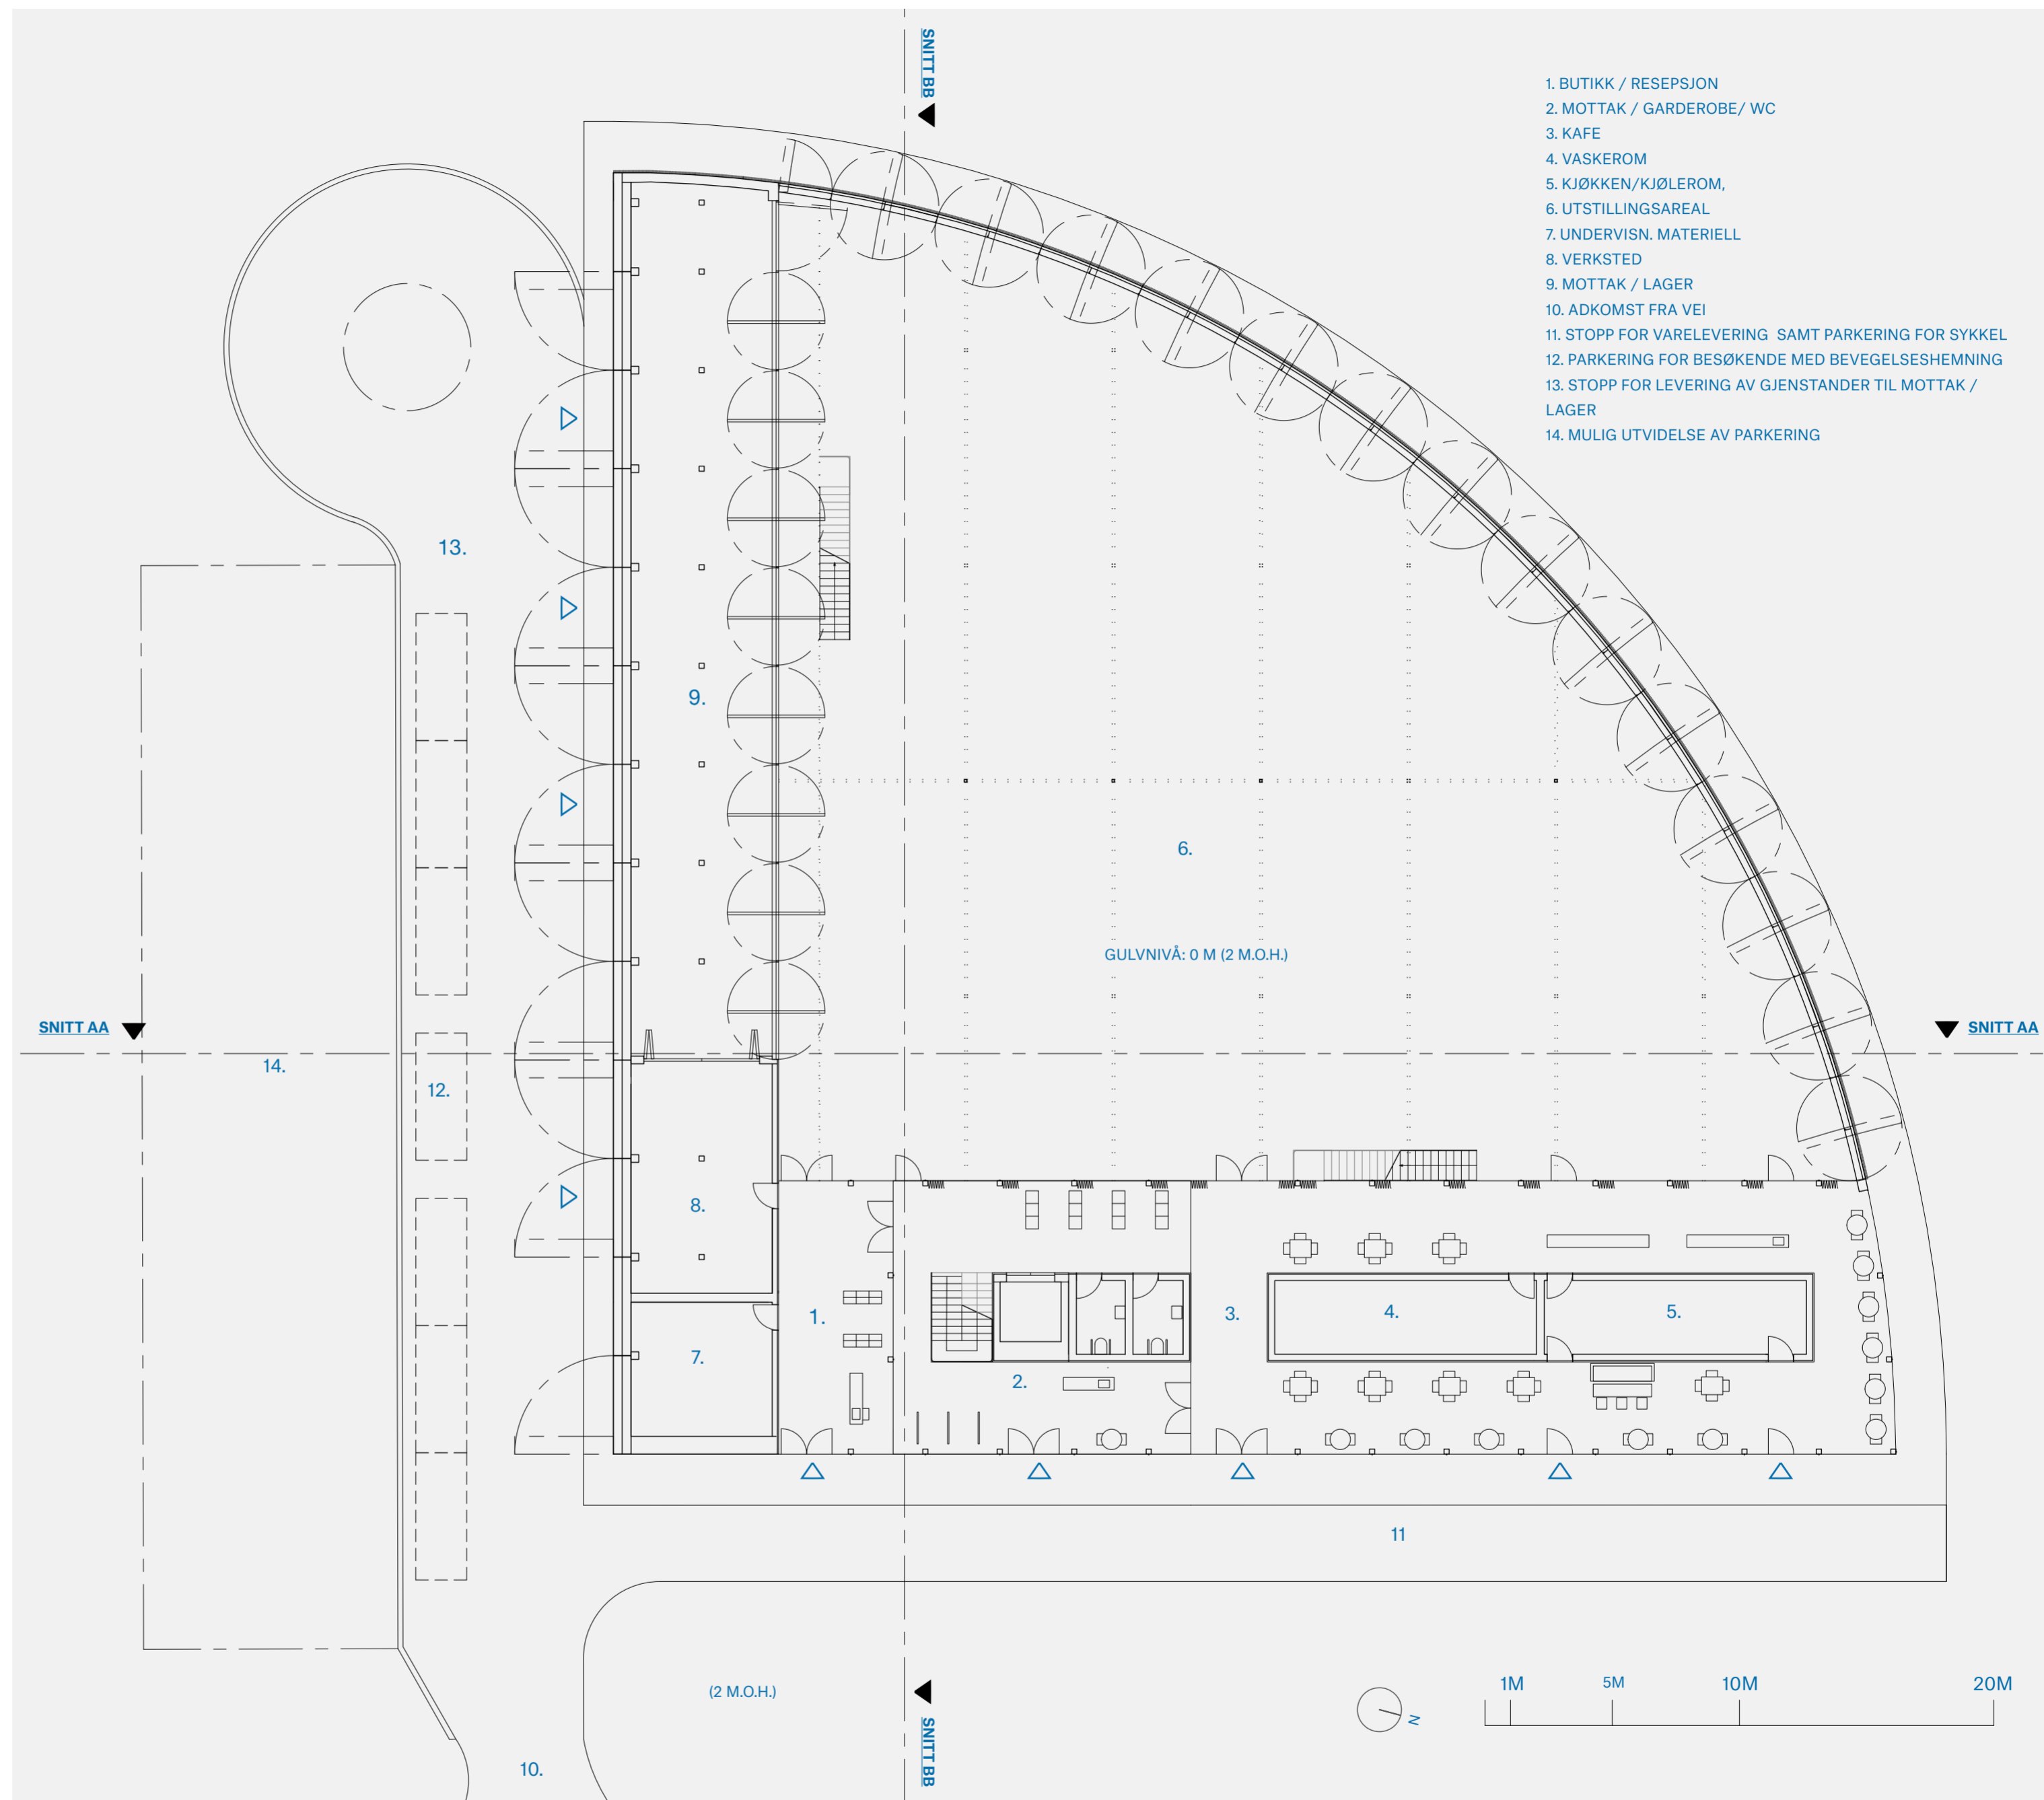 SNITT BB
1. BUTIKK / RESEPSJON
2. MOTTAK / GARDEROBE/ WC
3. KAFE
4. VASKEROM
5. KJØKKEN/KJØLEROM,
6. UTSTILLINGSAREAL
7. UNDERVISN. MATERIELL
8. VERKSTED
9. MOTTAK / LAGER
10. ADKOMST FRA VEI
11. STOPP FOR VARELEVERING SAMT PARKERING FOR SYKKEL
12. PARKERING FOR BESØKENDE MED BEVEGELSESHEMNING
13. STOPP FOR LEVERING AV GJENSTANDER TIL MOTTAK /
LAGER
14. MULIG UTVIDELSE AV PARKERING
13.
9.
6.
GULVNIVÅ: 0 M (2 M.O.H.)
SNITT AA
SNITT AA
14.
12.
8.
1.
3.
4.
5.
7.
2.
11
(2 M.O.H.)
SNITT BB
N
1M
5M
10M
20M
10.